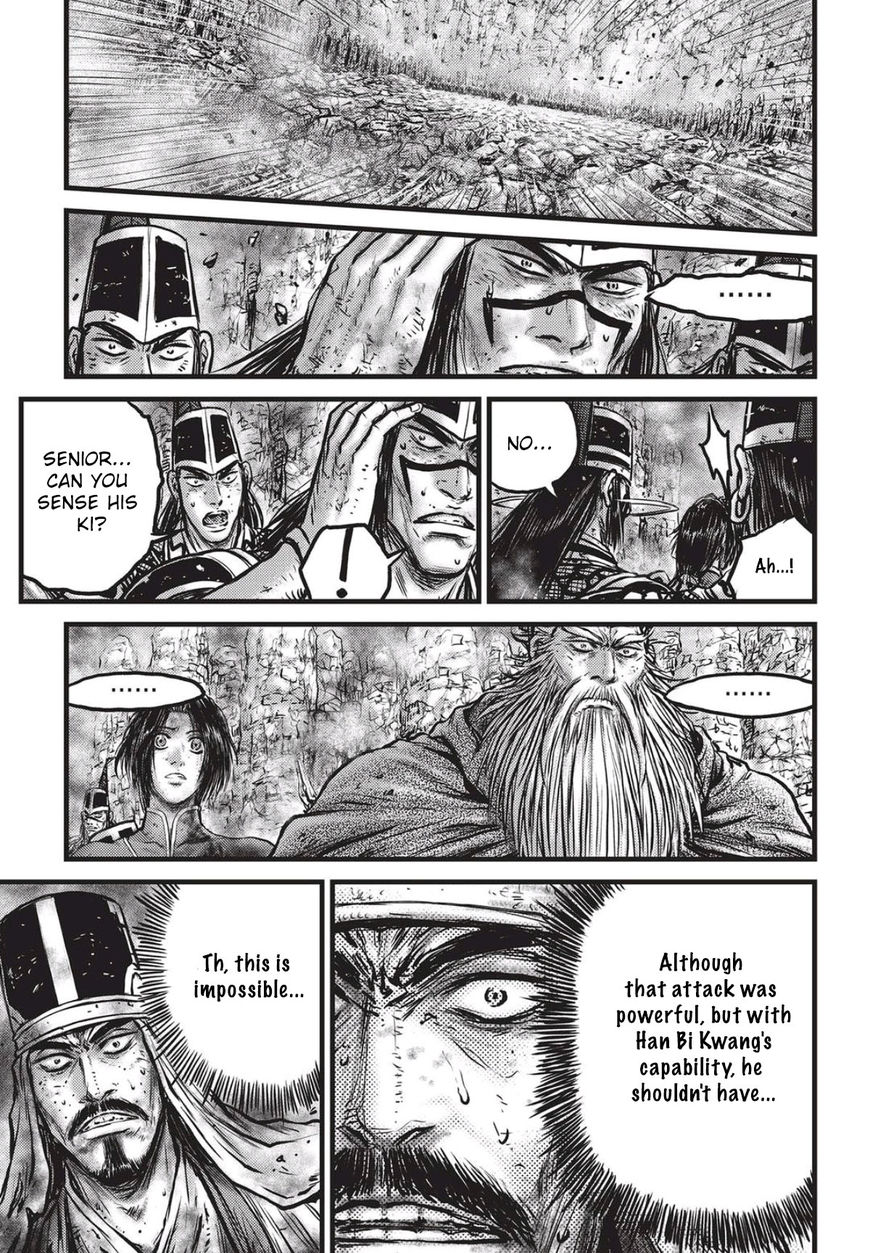 ......
SENIOR...
CAN YOU
SENSE HIS
KI?
!
NO...
Ah...!
......
......
Th, this is
impossible...
Although
that attack was
powerful, but with
Han Bi Kwang's
capability, he
shouldn't have...